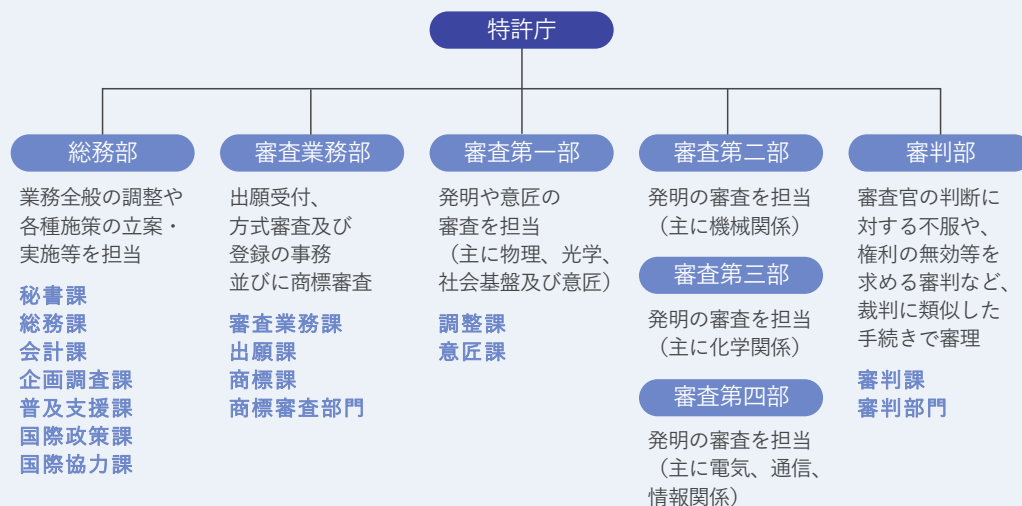 特許庁
総務部
業務全般の調整や
各種施策の立案・
実施等を担当
秘書課
総務課
会計課
企画調査課
普及支援課
国際政策課
国際協力課
審査業務部
出願受付、
方式審査及び
登録の事務
並びに商標審査
審査業務課
出願課
商標課
商標審査部門
審査第一部
発明や意匠の
審査を担当
（主に物理、光学、
社会基盤及び意匠）
調整課
意匠課
審査第二部
発明の審査を担当
（主に機械関係）
審査第三部
発明の審査を担当
（主に化学関係）
審査第四部
発明の審査を担当
（主に電気、通信、
情報関係）
審判部
審査官の判断に
対する不服や、
権利の無効等を
求める審判など、
裁判に類似した
手続きで審理
審判課
審判部門